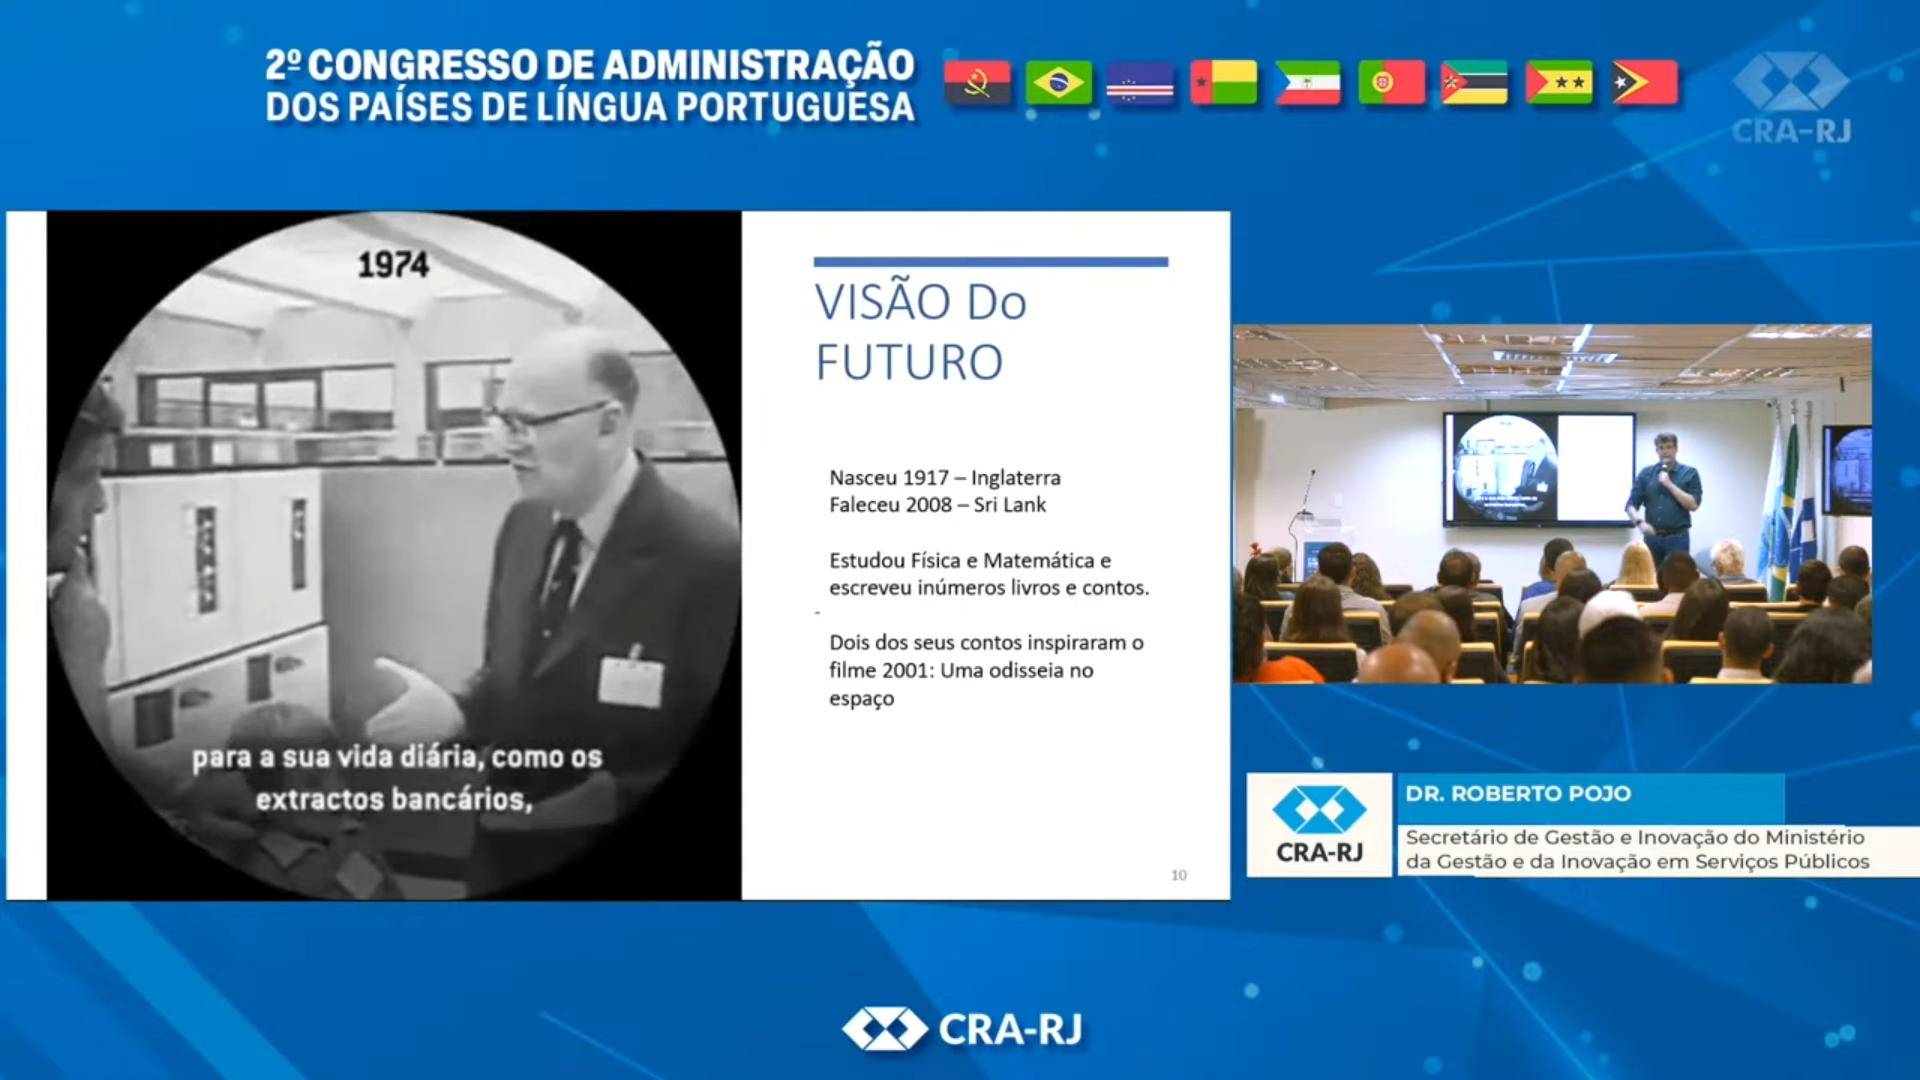 2º CONGRESSO DE ADMINISTRAÇÃO
DOS PAÍSES DE LÍNGUA PORTUGUESA
CRA-RJ
1974
para a sua vida diária, como os
extractos bancários,
VISÃO Do
FUTURO
Nasceu 1917 – Inglaterra
Faleceu 2008 – Sri Lank
Estudou Física e Matemática e
escreveu inúmeros livros e contos.
-
Dois dos seus contos inspiraram o
filme 2001: Uma odisseia no
espaço
10
CRA-RJ
DR. ROBERTO POJO
Secretário de Gestão e Inovação do Ministério
da Gestão e da Inovação em Serviços Públicos
CRA-RJ